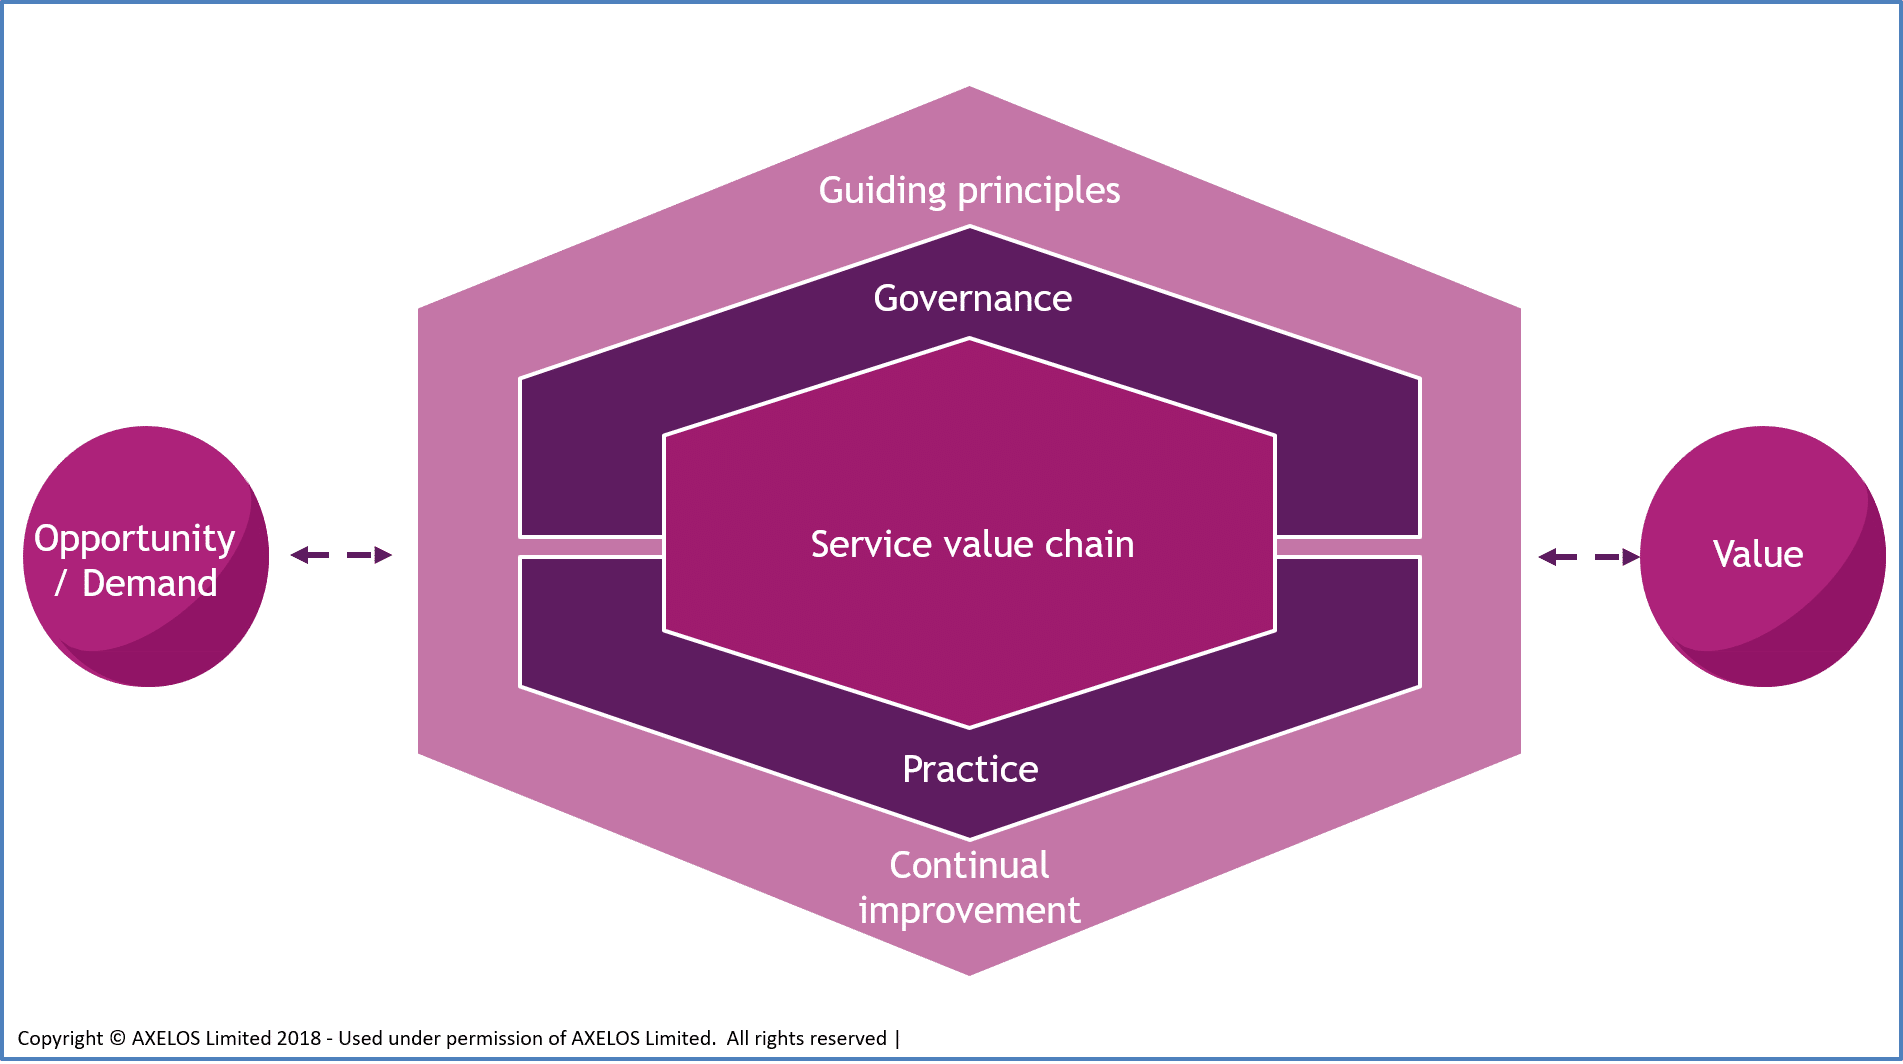 Guiding principles
Governance
Opportunity
/ Demand
Service value chain
Value
Practice
Continual
improvement
Copyright © AXELOS Limited 2018 - Used under permission of AXELOS Limited.  All rights reserved |